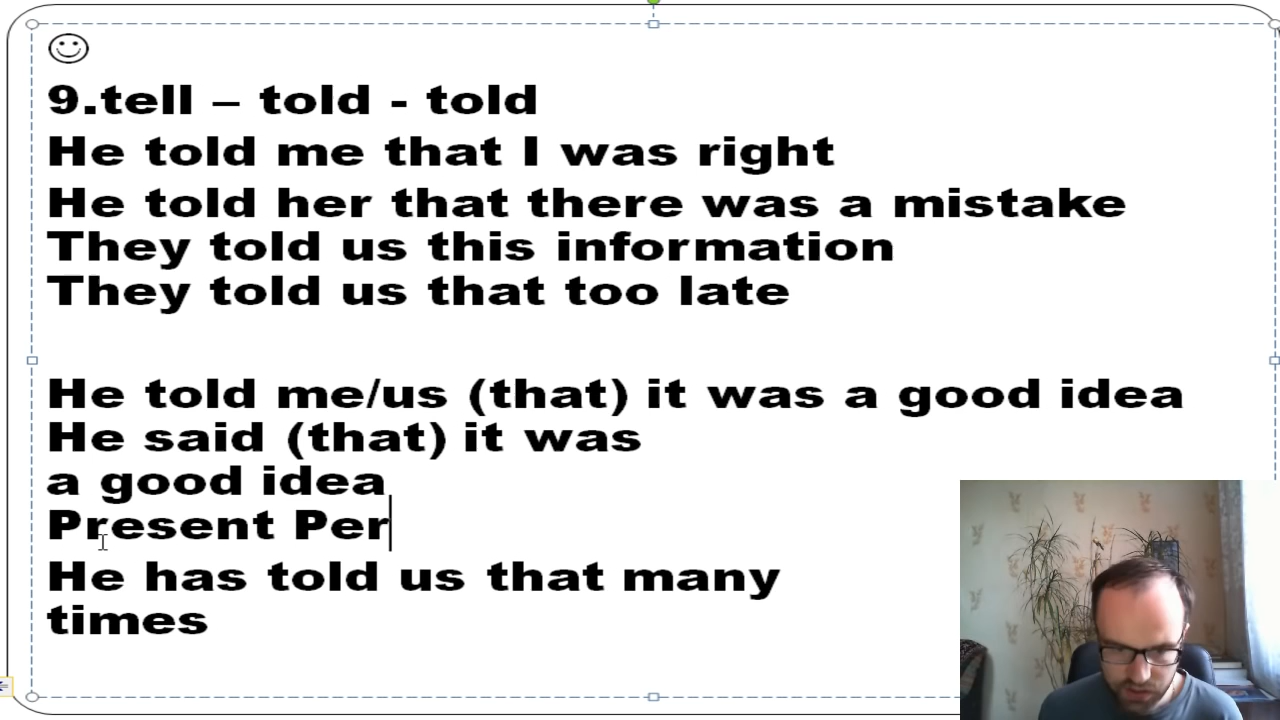 9.tell – told - told
He told me that I was right
He told her that there was a mistake
They told us this information
They told us that too late
He told me/us (that) it was a good idea
He said (that) it was
a good idea
Present Per
He has told us that many
times